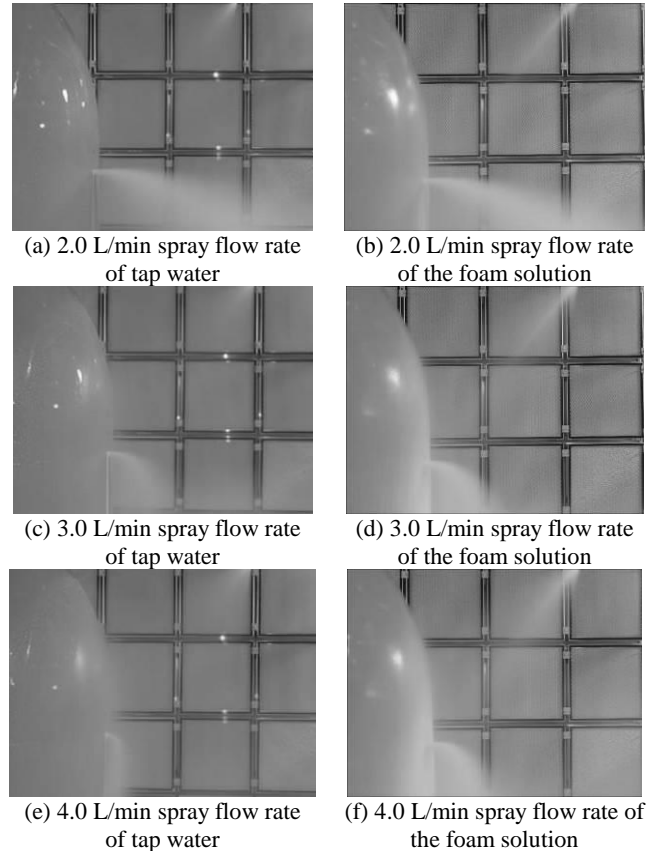 (a) 2.0 L/min spray flow rate
of tap water
(b) 2.0 L/min spray flow rate
of the foam solution
(c) 3.0 L/min spray flow rate
of tap water
(d) 3.0 L/min spray flow rate
of the foam solution
(e) 4.0 L/min spray flow rate
of tap water
(f) 4.0 L/min spray flow rate of
the foam solution